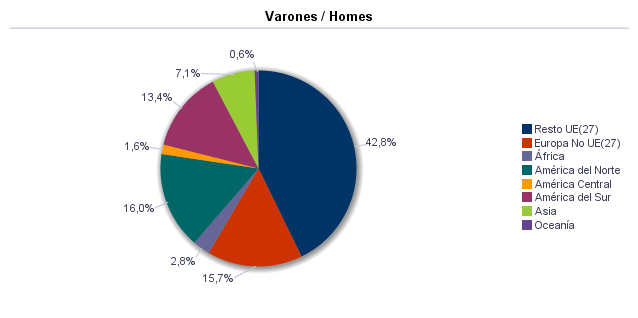 Varones / Homes
0,6%
7,1%
13,4%
42,8%
1,6%
16,0%
2,8%
15,7%
Resto UE(27)
Europa No UE(27)
África
América del Norte
América Central
América del Sur
Asia
Oceanía